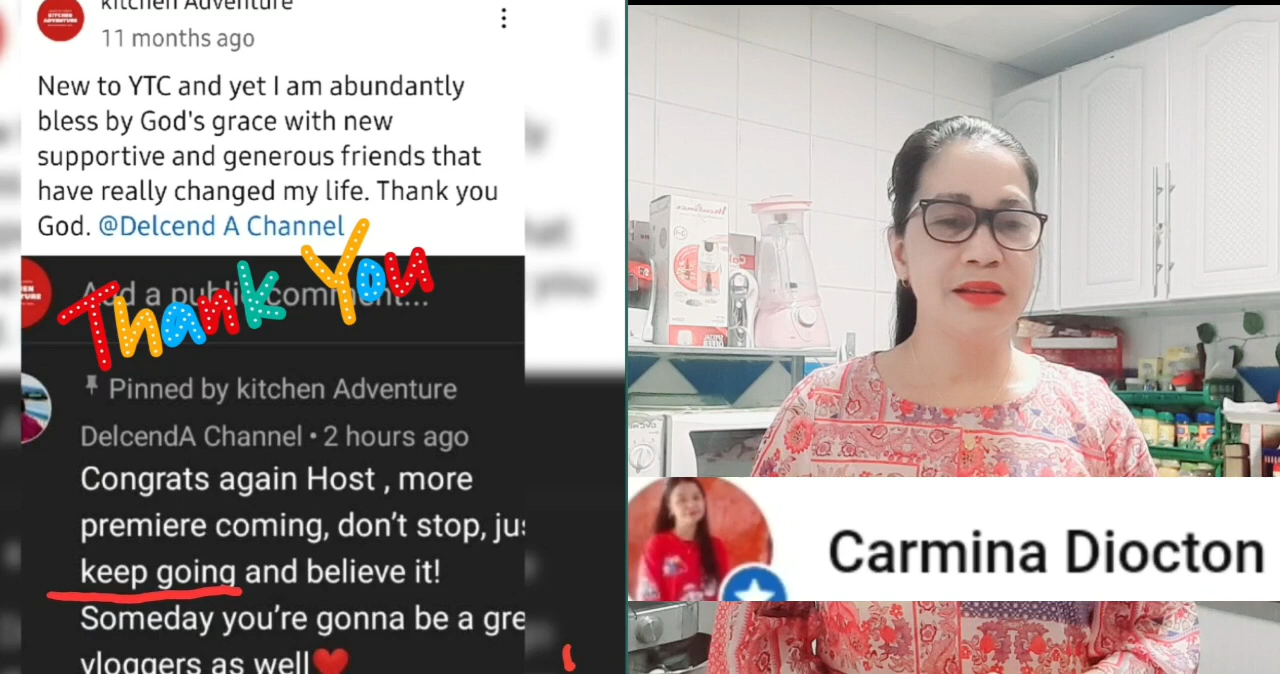 kitchen Adventure
11 months ago
New to YTC and yet I am abundantly
bless by God's grace with new
supportive and generous friends that
have really changed my life. Thank you
God. @Delcend A Channel
Add a public comment...
Thank You
Pinned by kitchen Adventure
DelcendA Channel • 2 hours ago
Congrats again Host , more
premiere coming, don't stop, jus
keep going and believe it!
Someday you're gonna be a gre
vloggers as well❤️
Carmina Diocton